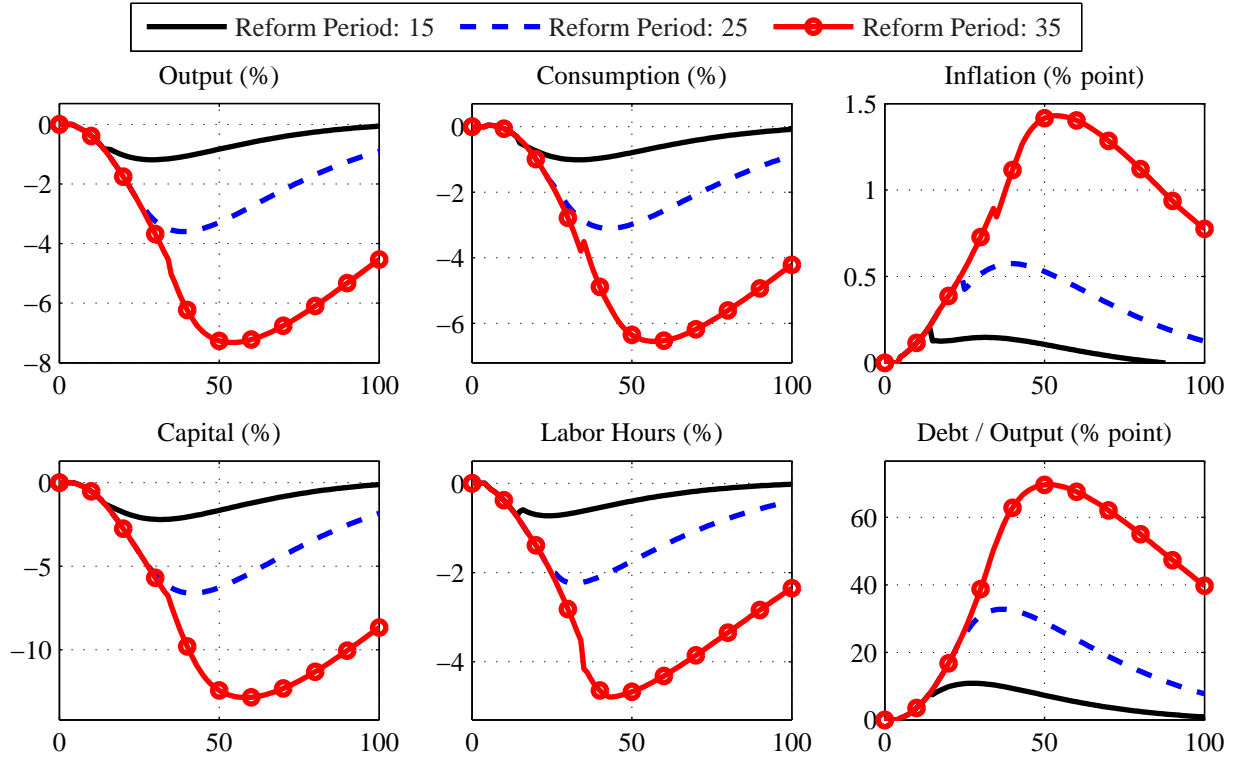 Reform Period: 15 Reform Period: 25 Reform Period: 35
Output (%)
0
−2
−4
−6
−8
0 50 100
Consumption (%)
0
−2
−4
−6
0 50 100
Inflation (% point)
1.5
1
0.5
0
0 50 100
Capital (%)
0
−5
−10
0 50 100
Labor Hours (%)
0
−2
−4
0 50 100
Debt / Output (% point)
60
40
20
0
0 50 100